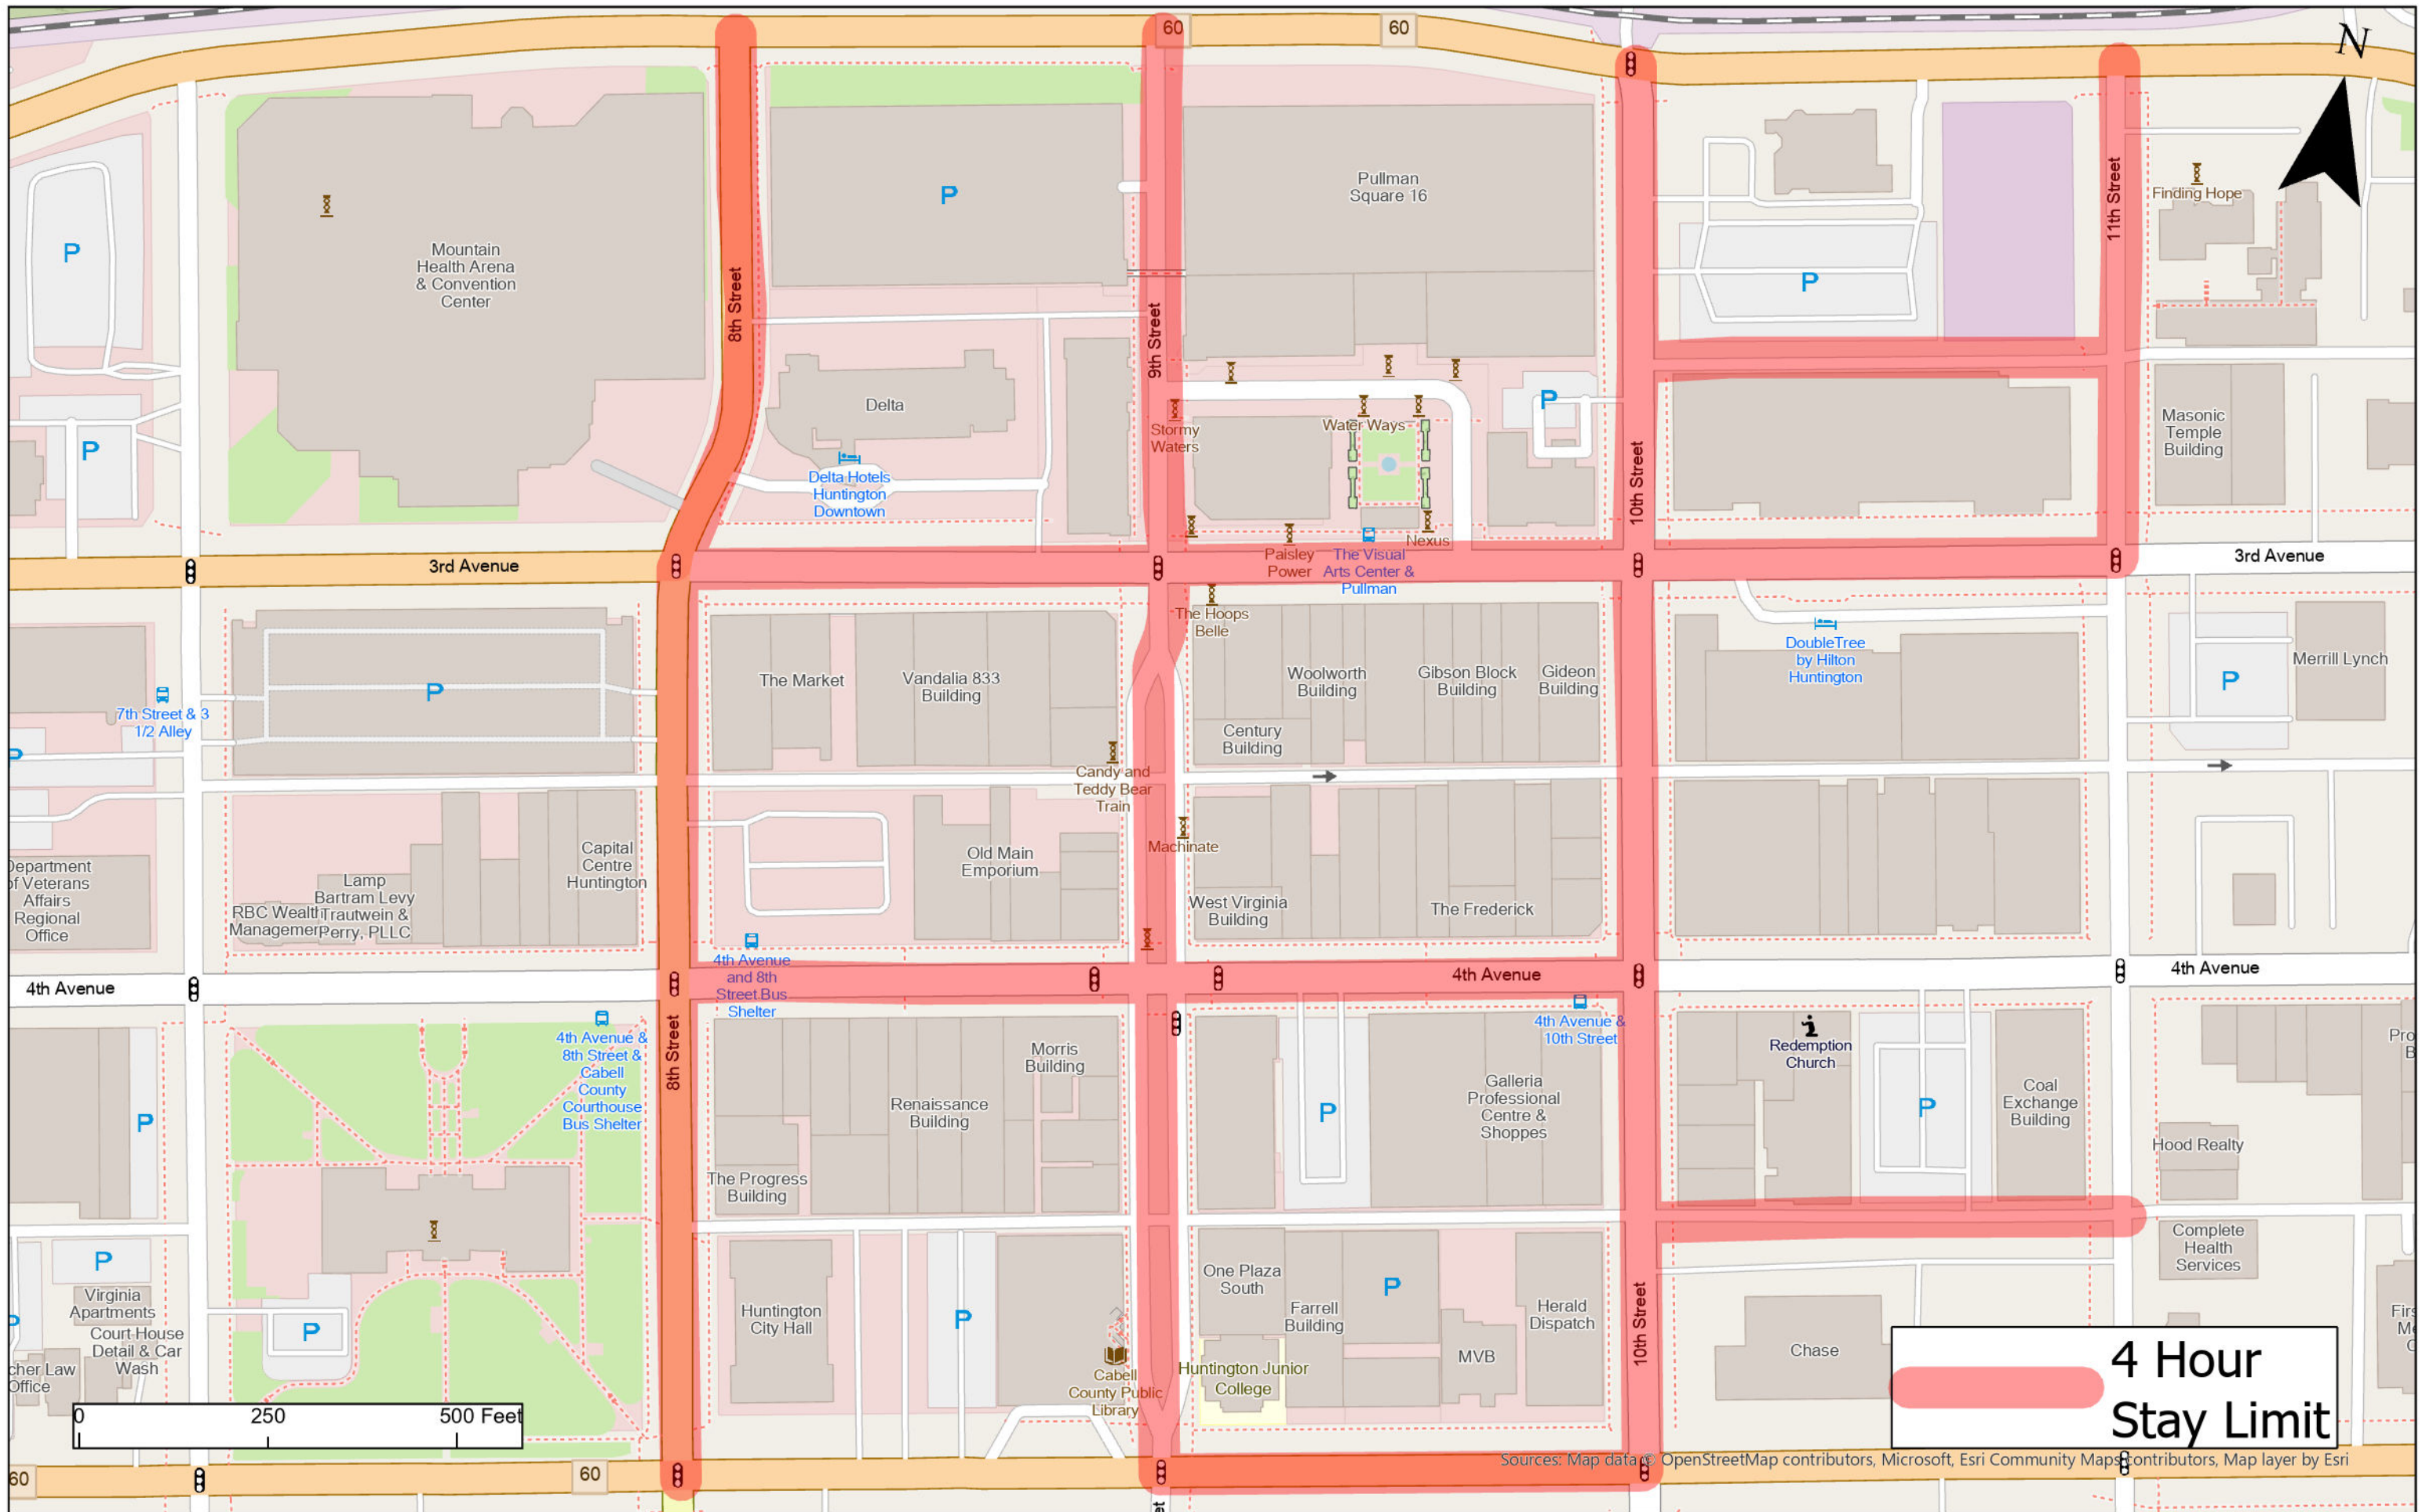 60
60
N
8th Street
9th Street
10th Street
11th Street
Finding Hope
P
P
P
P
Pullman
Square 16
Mountain
Health Arena
& Convention
Center
Delta
P
Stormy
Waters
Water Ways
Masonic
Temple
Building
P
Delta Hotels
Huntington
Downtown
Nexus
3rd Avenue
Paisley
Power
The Visual
Arts Center &
Pullman
3rd Avenue
The Hoops
Belle
DoubleTree
by Hilton
Huntington
Merrill Lynch
P
The Market
Vandalia 833
Building
Woolworth
Building
Gibson Block
Building
Gideon
Building
P
7th Street & 3
1/2 Alley
P
Century
Building
Candy and
Teddy Bear
Train
Machinate
Old Main
Emporium
Capital
Centre
Huntington
Department
of Veterans
Affairs
Regional
Office
Lamp
Bartram Levy
Trautwein &
Perry, PLLC
RBC Wealth
Management
West Virginia
Building
The Frederick
4th Avenue
and 8th
Street Bus
Shelter
4th Avenue
4th Avenue
4th Avenue
8th Street
4th Avenue &
8th Street &
Cabell
County
Courthouse
Bus Shelter
4th Avenue &
10th Street
Redemption
Church
Morris
Building
Renaissance
Building
Galleria
Professional
Centre &
Shoppes
P
P
Coal
Exchange
Building
P
Hood Realty
Pro
B
The Progress
Building
Complete
Health
Services
P
Virginia
Apartments
P
Court House
Detail & Car
Wash
cher Law
Office
P
Huntington
City Hall
P
One Plaza
South
Farrell
Building
P
Herald
Dispatch
10th Street
MVB
Chase
Cabell
County Public
Library
Huntington Junior
College
Firs
Me
C
0 250 500 Feet
4 Hour
Stay Limit
Sources: Map data © OpenStreetMap contributors, Microsoft, Esri Community Maps contributors, Map layer by Esri
60
60
et